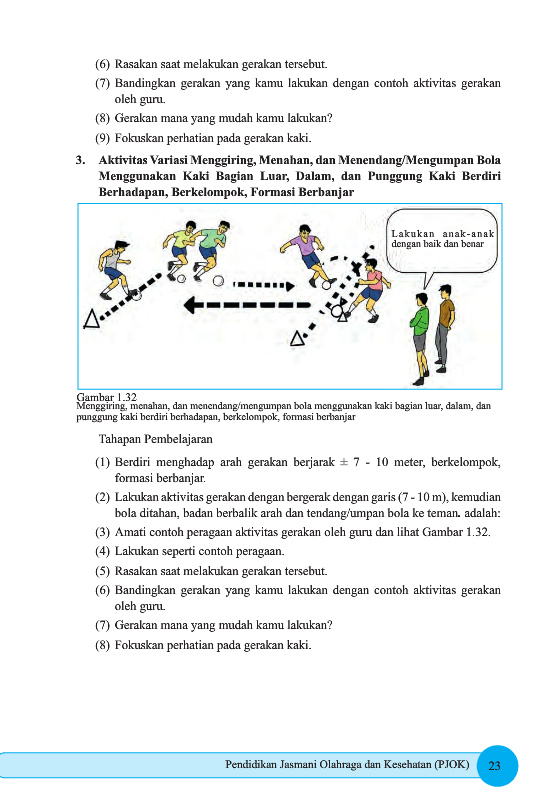 (6) Rasakan saat melakukan gerakan tersebut.
(7) Bandingkan gerakan yang kamu lakukan dengan contoh aktivitas gerakan
oleh guru.
(8) Gerakan mana yang mudah kamu lakukan?
(9) Fokuskan perhatian pada gerakan kaki.
3. Aktivitas Variasi Menggiring, Menahan, dan Menendang/Mengumpan Bola
Menggunakan Kaki Bagian Luar, Dalam, dan Punggung Kaki Berdiri
Berhadapan, Berkelompok, Formasi Berbanjar
Lakukan anak-anak
dengan baik dan benar
Gambar 1.32
Menggiring, menahan, dan menendang/mengumpan bola menggunakan kaki bagian luar, dalam, dan
punggung kaki berdiri berhadapan, berkelompok, formasi berbanjar
Tahapan Pembelajaran
(1) Berdiri menghadap arah gerakan berjarak ± 7 - 10 meter, berkelompok,
formasi berbanjar.
(2) Lakukan aktivitas gerakan dengan bergerak dengan garis (7 - 10 m), kemudian
bola ditahan, badan berbalik arah dan tendang/umpan bola ke teman. adalah:
(3) Amati contoh peragaan aktivitas gerakan oleh guru dan lihat Gambar 1.32.
(4) Lakukan seperti contoh peragaan.
(5) Rasakan saat melakukan gerakan tersebut.
(6) Bandingkan gerakan yang kamu lakukan dengan contoh aktivitas gerakan
oleh guru.
(7) Gerakan mana yang mudah kamu lakukan?
(8) Fokuskan perhatian pada gerakan kaki.
Pendidikan Jasmani Olahraga dan Kesehatan (PJOK) 23